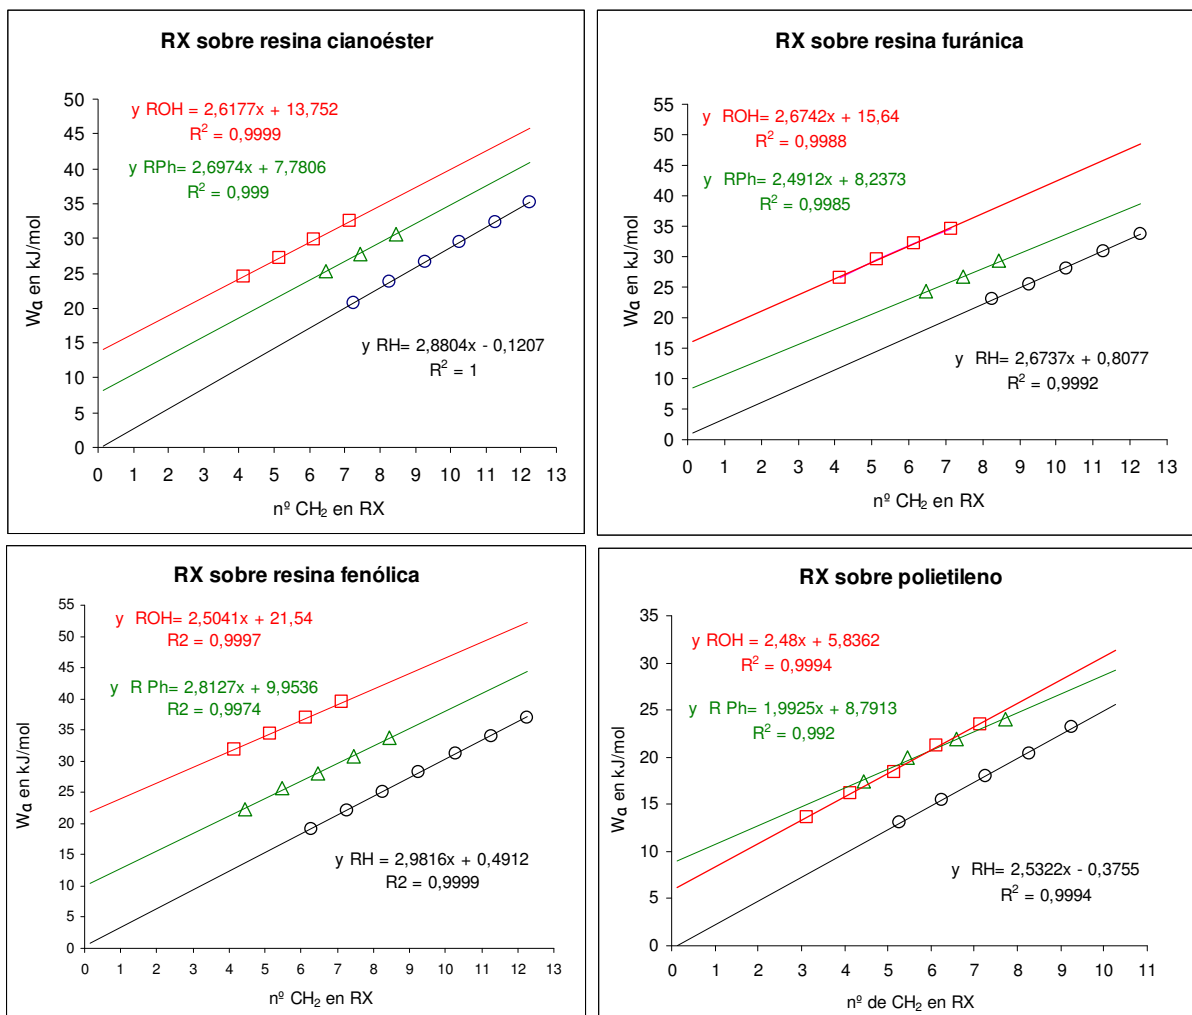 RX sobre resina cianoéster
y ROH = 2,6177x + 13,752
R² = 0,9999
y RPh= 2,6974x + 7,7806
R² = 0,999
y RH= 2,8804x - 0,1207
R² = 1
Wα en kJ/mol
50
45
40
35
30
25
20
15
10
5
0
0 1 2 3 4 5 6 7 8 9 10 11 12 13
nº CH₂ en RX
RX sobre resina furánica
y ROH= 2,6742x + 15,64
R² = 0,9988
y RPh= 2,4912x + 8,2373
R² = 0,9985
y RH= 2,6737x + 0,8077
R² = 0,9992
Wα en kJ/mol
55
50
45
40
35
30
25
20
15
10
5
0
0 1 2 3 4 5 6 7 8 9 10 11 12 13
nº CH₂ en RX
RX sobre resina fenólica
y ROH= 2,5041x + 21,54
R2 = 0,9997
y R Ph= 2,8127x + 9,9536
R2 = 0,9974
y RH = 2,9816x + 0,4912
R2 = 0,9999
Wα en kJ/mol
55
50
45
40
35
30
25
20
15
10
5
0
0 1 2 3 4 5 6 7 8 9 10 11 12 13
nº CH₂ en RX
RX sobre polietileno
y ROH = 2,48x + 5,8362
R² = 0,9994
y R Ph= 1,9925x + 8,7913
R² = 0,992
y RH= 2,5322x - 0,3755
R² = 0,9994
Wα en kJ/mol
35
30
25
20
15
10
5
0
0 1 2 3 4 5 6 7 8 9 10 11
nº de CH₂ en RX